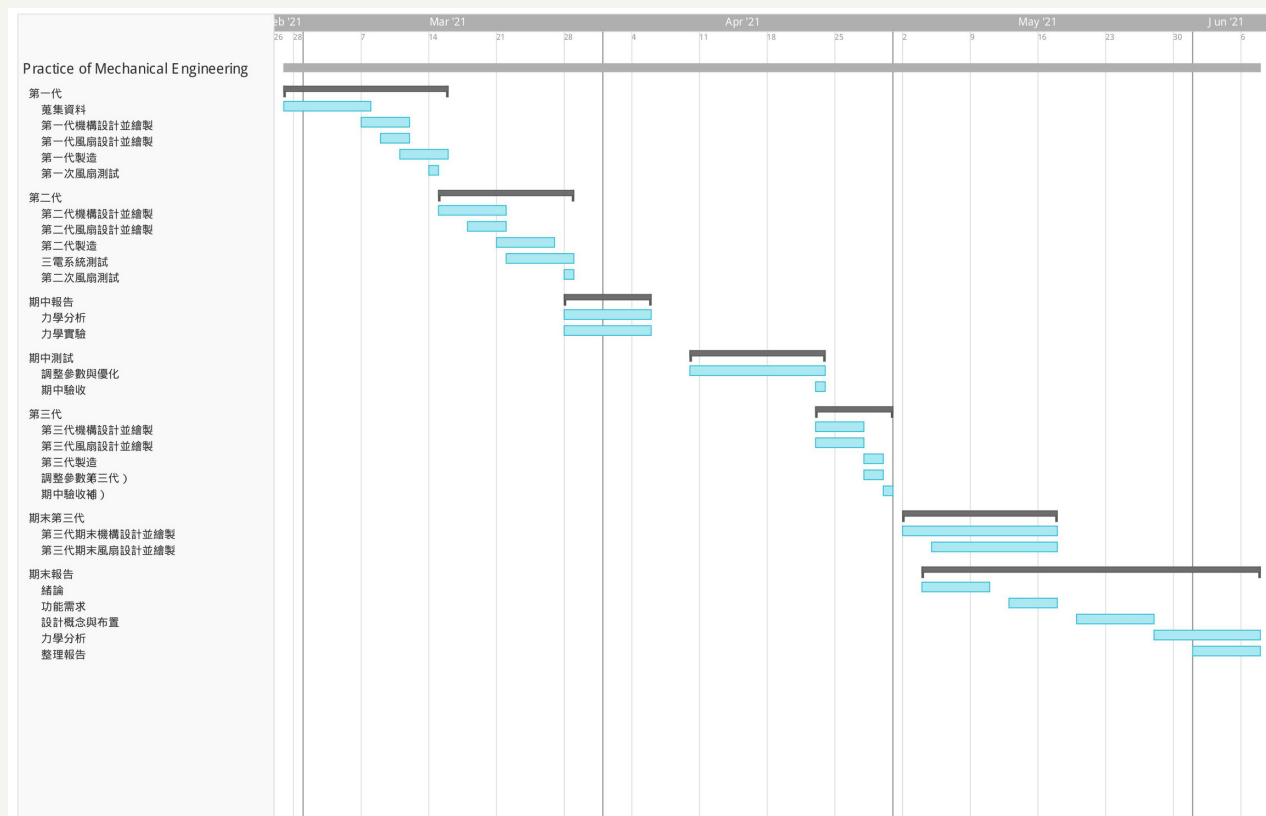 eb '21 Mar '21 Apr '21 May '21 Jun '21
26 28 7 14 21 28 4 11 18 25 2 9 16 23 30 6
Practice of Mechanical Engineering
第一代
蒐集資料
第一代機構設計並繪製
第一代風扇設計並繪製
第一代製造
第一次風扇測試
第二代
第二代機構設計並繪製
第二代風扇設計並繪製
第二代製造
三電系統測試
第二次風扇測試
期中報告
力學分析
力學實驗
期中測試
調整參數與優化
期中驗收
第三代
第三代機構設計並繪製
第三代風扇設計並繪製
第三代製造
調整參數第三代）
期中驗收補）
期末第三代
第三代期末機構設計並繪製
第三代期末風扇設計並繪製
期末報告
緒論
功能需求
設計概念與布置
力學分析
整理報告